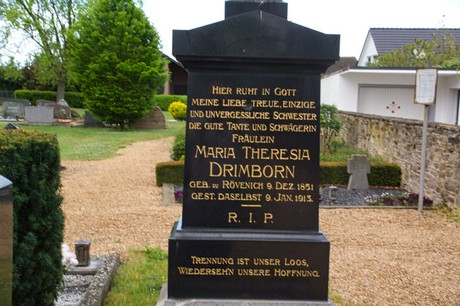 Hier ruht in Gott
meine liebe treue, einzige
und unvergessliche Schwester
die gute Tante und Schwägerin
Fräulein
Maria Theresia
Drimborn
geb. zu Rövenich 9. Dez. 1851
gest. daselbst 9. Jan. 1913.
R. I. P.
Trennung ist unser Loos,
Wiedersehn unsere Hoffnung.